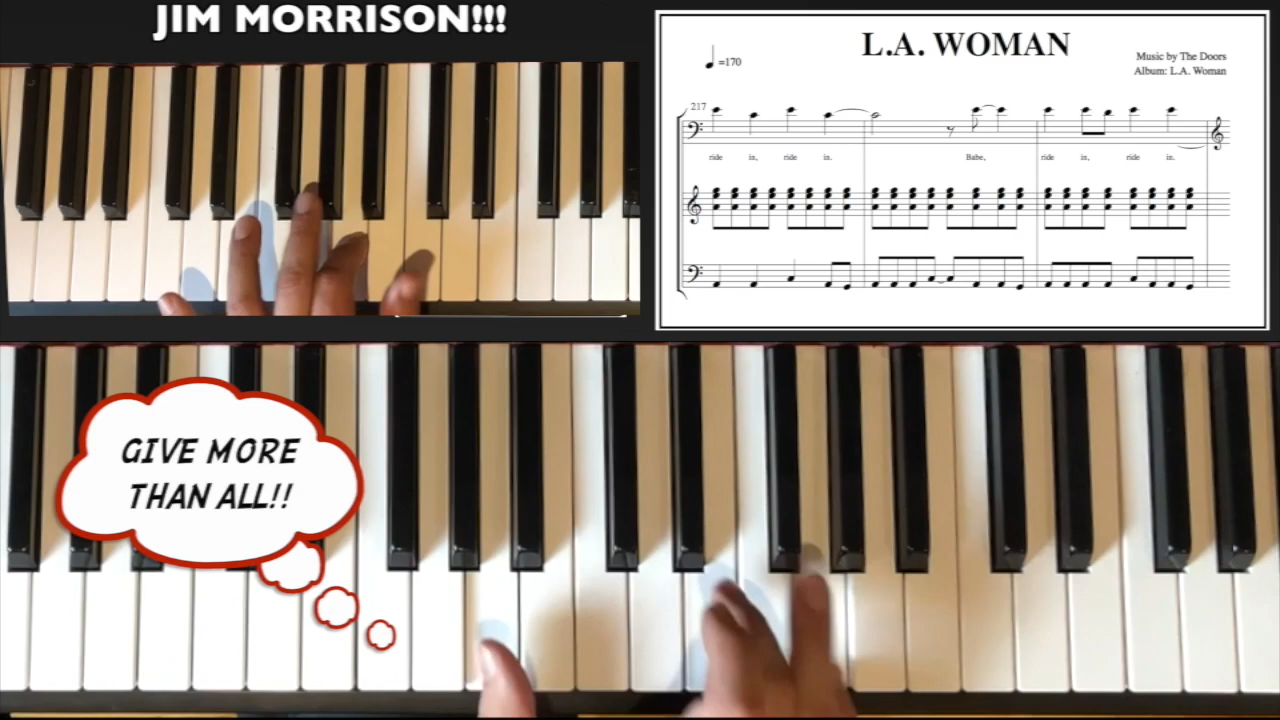 JIM MORRISON!!!
L.A. WOMAN
=170
Music by The Doors
Album: L.A. Woman
217
ride in, ride in. Babe, ride in, ride in.
GIVE MORE
THAN ALL!!